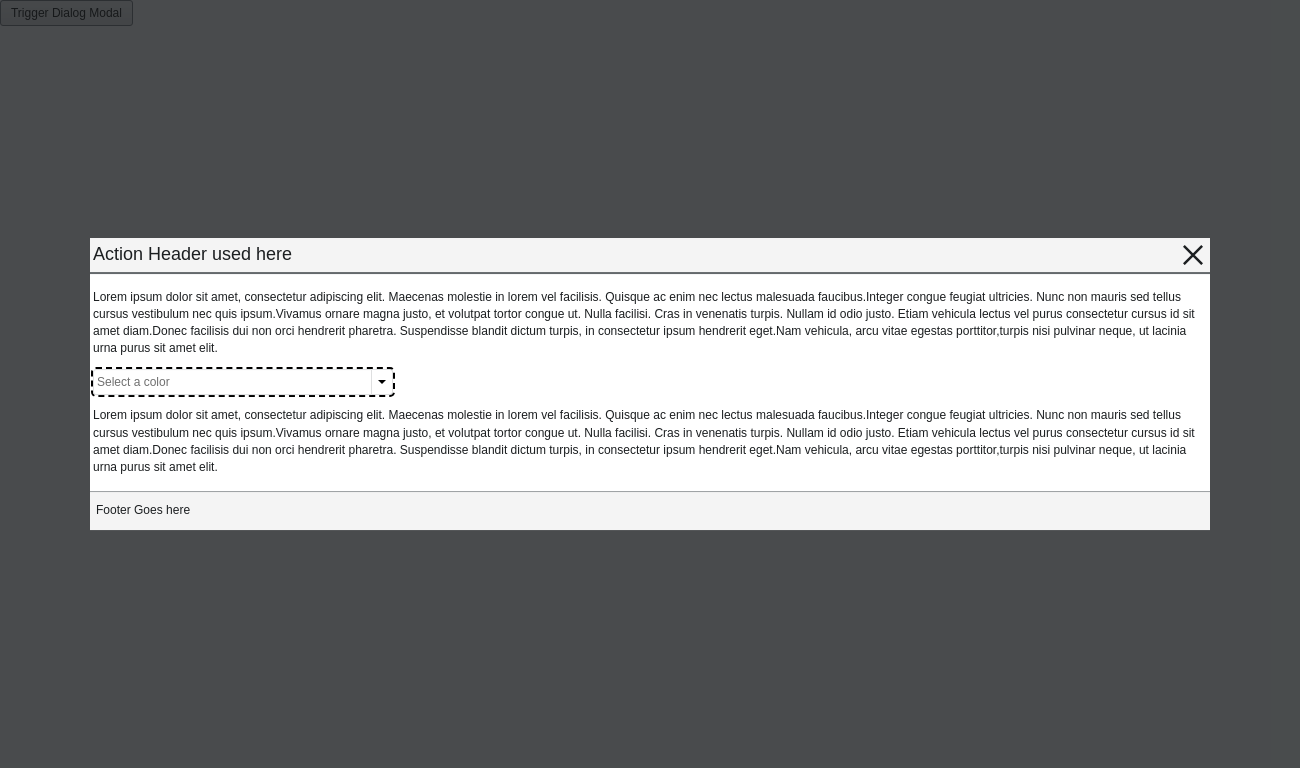 Trigger Dialog Modal
Action Header used here
Lorem ipsum dolor sit amet, consectetur adipiscing elit. Maecenas molestie in lorem vel facilisis. Quisque ac enim nec lectus malesuada faucibus.Integer congue feugiat ultricies. Nunc non mauris sed tellus
cursus vestibulum nec quis ipsum.Vivamus ornare magna justo, et volutpat tortor congue ut. Nulla facilisi. Cras in venenatis turpis. Nullam id odio justo. Etiam vehicula lectus vel purus consectetur cursus id sit
amet diam.Donec facilisis dui non orci hendrerit pharetra. Suspendisse blandit dictum turpis, in consectetur ipsum hendrerit eget.Nam vehicula, arcu vitae egestas porttitor,turpis nisi pulvinar neque, ut lacinia
urna purus sit amet elit.
Select a color
Lorem ipsum dolor sit amet, consectetur adipiscing elit. Maecenas molestie in lorem vel facilisis. Quisque ac enim nec lectus malesuada faucibus.Integer congue feugiat ultricies. Nunc non mauris sed tellus
cursus vestibulum nec quis ipsum.Vivamus ornare magna justo, et volutpat tortor congue ut. Nulla facilisi. Cras in venenatis turpis. Nullam id odio justo. Etiam vehicula lectus vel purus consectetur cursus id sit
amet diam.Donec facilisis dui non orci hendrerit pharetra. Suspendisse blandit dictum turpis, in consectetur ipsum hendrerit eget.Nam vehicula, arcu vitae egestas porttitor,turpis nisi pulvinar neque, ut lacinia
urna purus sit amet elit.
Footer Goes here